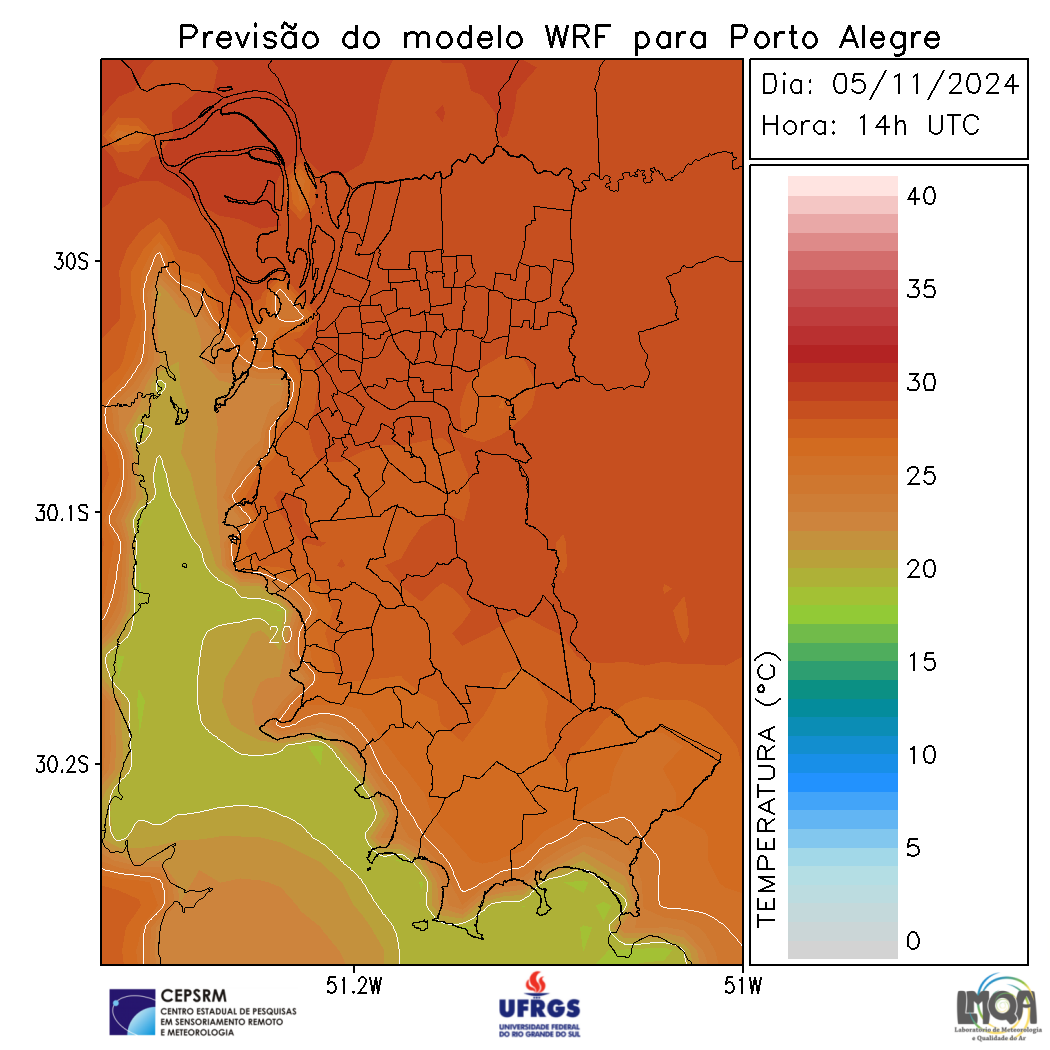 Previsão do modelo WRF para Porto Alegre
Dia: 05/11/2024
Hora: 14h UTC
40
35
30
25
20
15
10
5
0
TEMPERATURA (°C)
30S
30.1S
30.2S
20
51.2W
51W
CEPSRM
CENTRO ESTADUAL DE PESQUISAS
EM SENSORIAMENTO REMOTO
E METEOROLOGIA
UFRGS
UNIVERSIDADE FEDERAL
DO RIO GRANDE DO SUL
LMQA
Laboratório de Meteorologia
e Qualidade do Ar